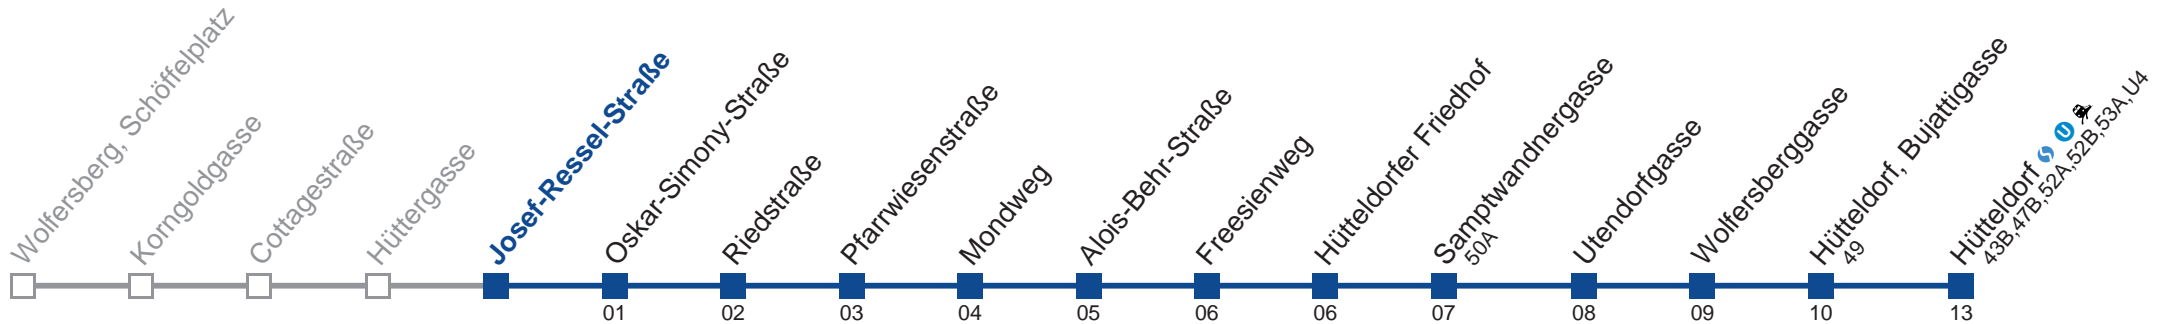 Wolfersberg, Schöffelplatz
Korngoldgasse
Cottagestraße
Hüttergasse
Josef-Ressel-Straße
Oskar-Simony-Straße
Riedstraße
Pfarrwiesenstraße
Mondweg
Alois-Behr-Straße
Freesienweg
Hütteldorfer Friedhof
Samptwandnergasse
50A
Utendorfgasse
Wolfersberggasse
Hütteldorf, Bujattigasse
49
Hütteldorf S U
43B,47B,52A,52B,53A,U4
01 02 03 04 05 06 06 07 08 09 10 13